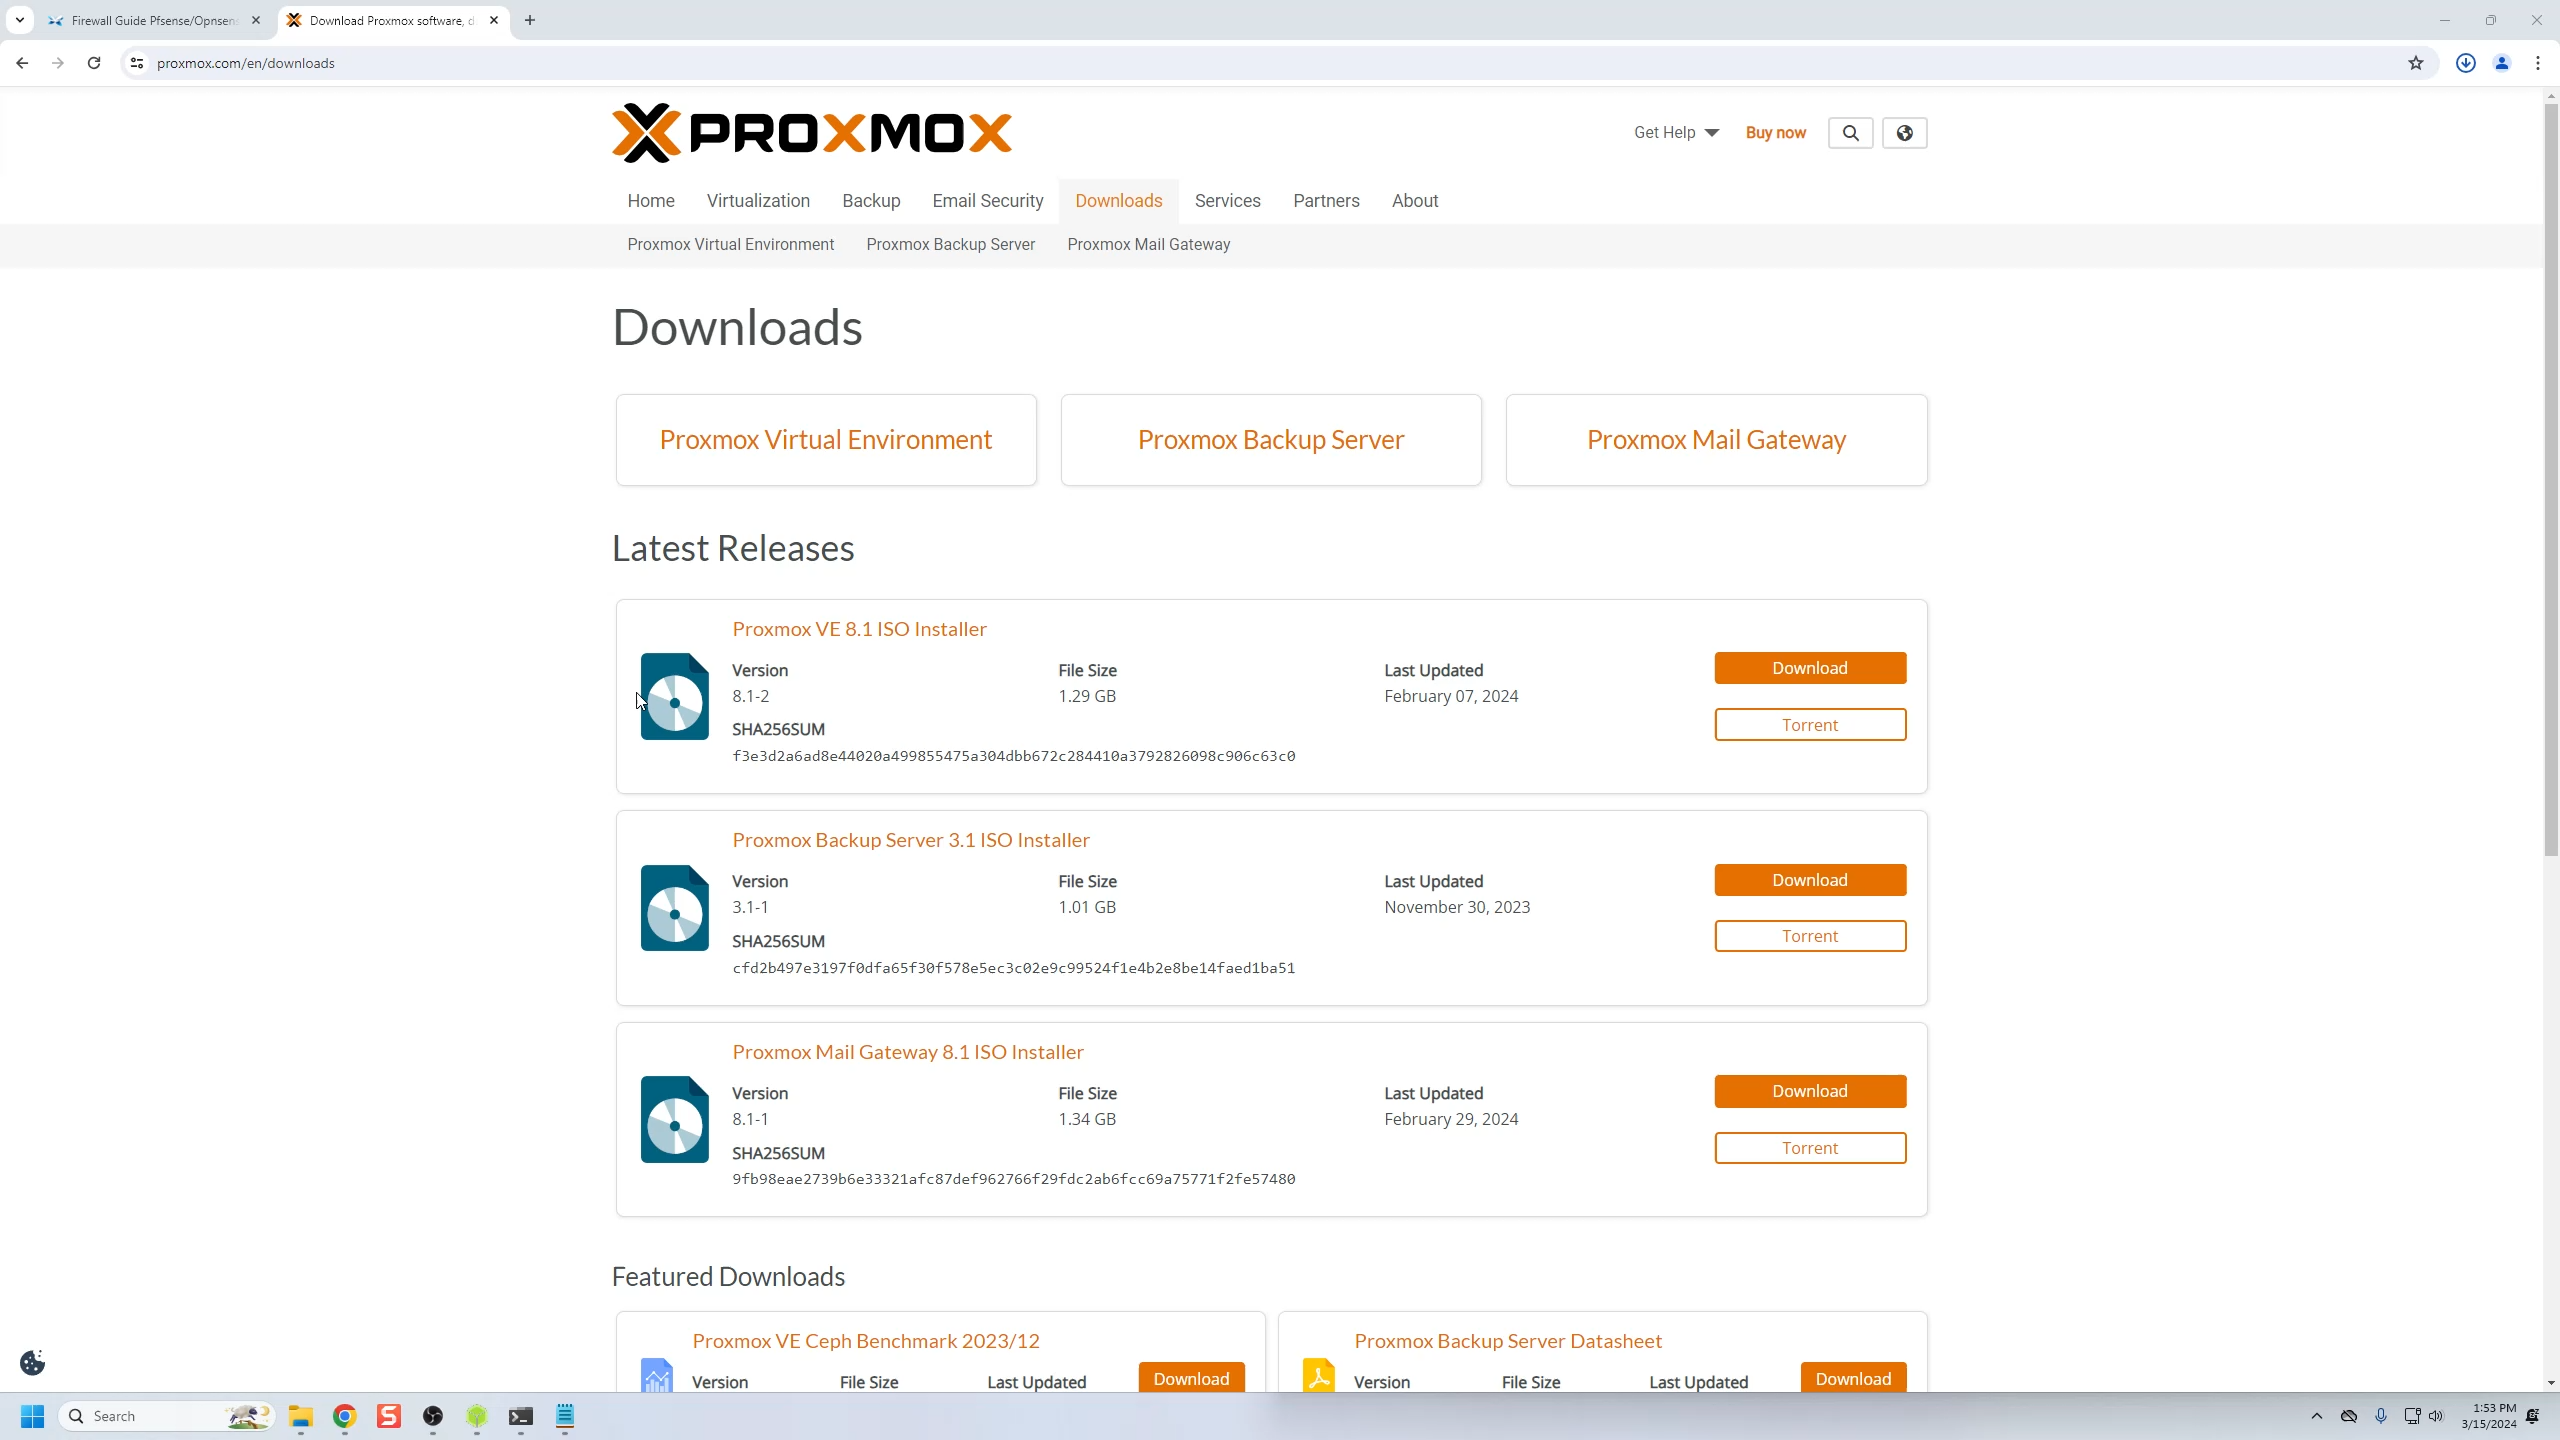 Firewall Guide Pfsense/Opnsens
Download Proxmox software, d
proxmox.com/en/downloads
PROXMOX
Get Help
Buy now
Home
Virtualization
Backup
Email Security
Downloads
Services
Partners
About
Proxmox Virtual Environment
Proxmox Backup Server
Proxmox Mail Gateway
Downloads
Proxmox Virtual Environment
Proxmox Backup Server
Proxmox Mail Gateway
Latest Releases
Proxmox VE 8.1 ISO Installer
Version
File Size
Last Updated
Download
8.1-2
1.29 GB
February 07, 2024
Torrent
SHA256SUM
f3e3d2a6ad8e44020a499855475a304dbb672c284410a3792826098c906c63c0
Proxmox Backup Server 3.1 ISO Installer
Version
File Size
Last Updated
Download
3.1-1
1.01 GB
November 30, 2023
Torrent
SHA256SUM
cfd2b497e3197f0dfa65f30f578e5ec3c02e9c99524f1e4b2e8be14faed1ba51
Proxmox Mail Gateway 8.1 ISO Installer
Version
File Size
Last Updated
Download
8.1-1
1.34 GB
February 29, 2024
Torrent
SHA256SUM
9fb98eae2739b6e33321afc87def962766f29fdc2ab6fcc69a75771f2fe57480
Featured Downloads
Proxmox VE Ceph Benchmark 2023/12
Version
File Size
Last Updated
Download
Proxmox Backup Server Datasheet
Version
File Size
Last Updated
Download
Search
1:53 PM
3/15/2024